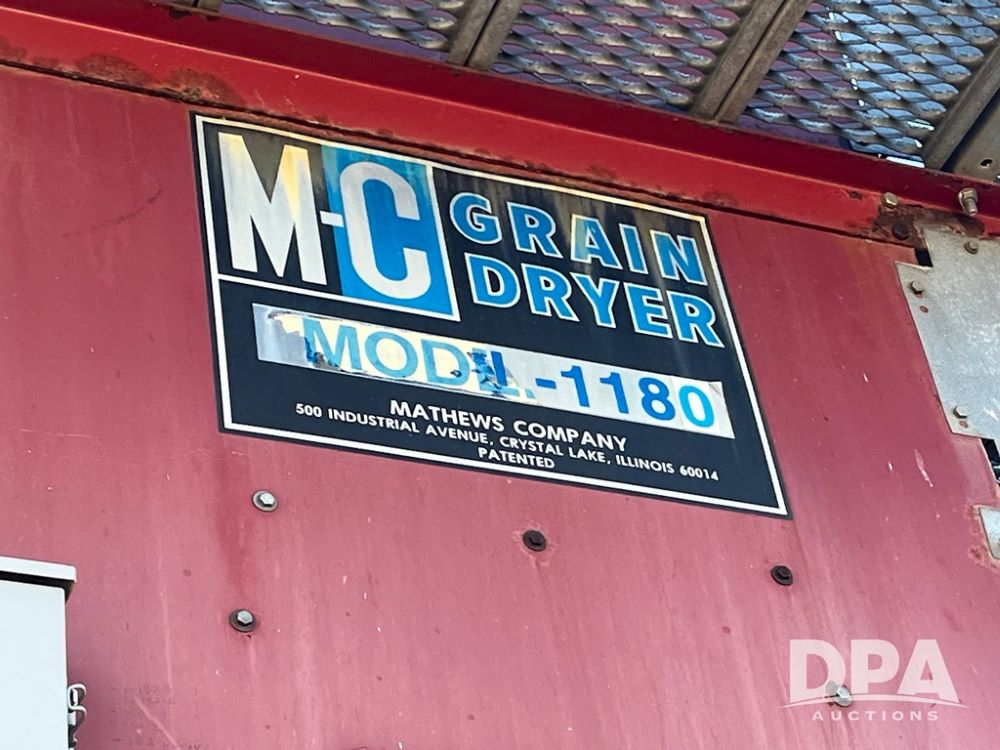 M-C GRAIN
DRYER
MODEL-1180
MATHEWS COMPANY
500 INDUSTRIAL AVENUE, CRYSTAL LAKE, ILLINOIS 60014
PATENTED
DPA
AUCTIONS